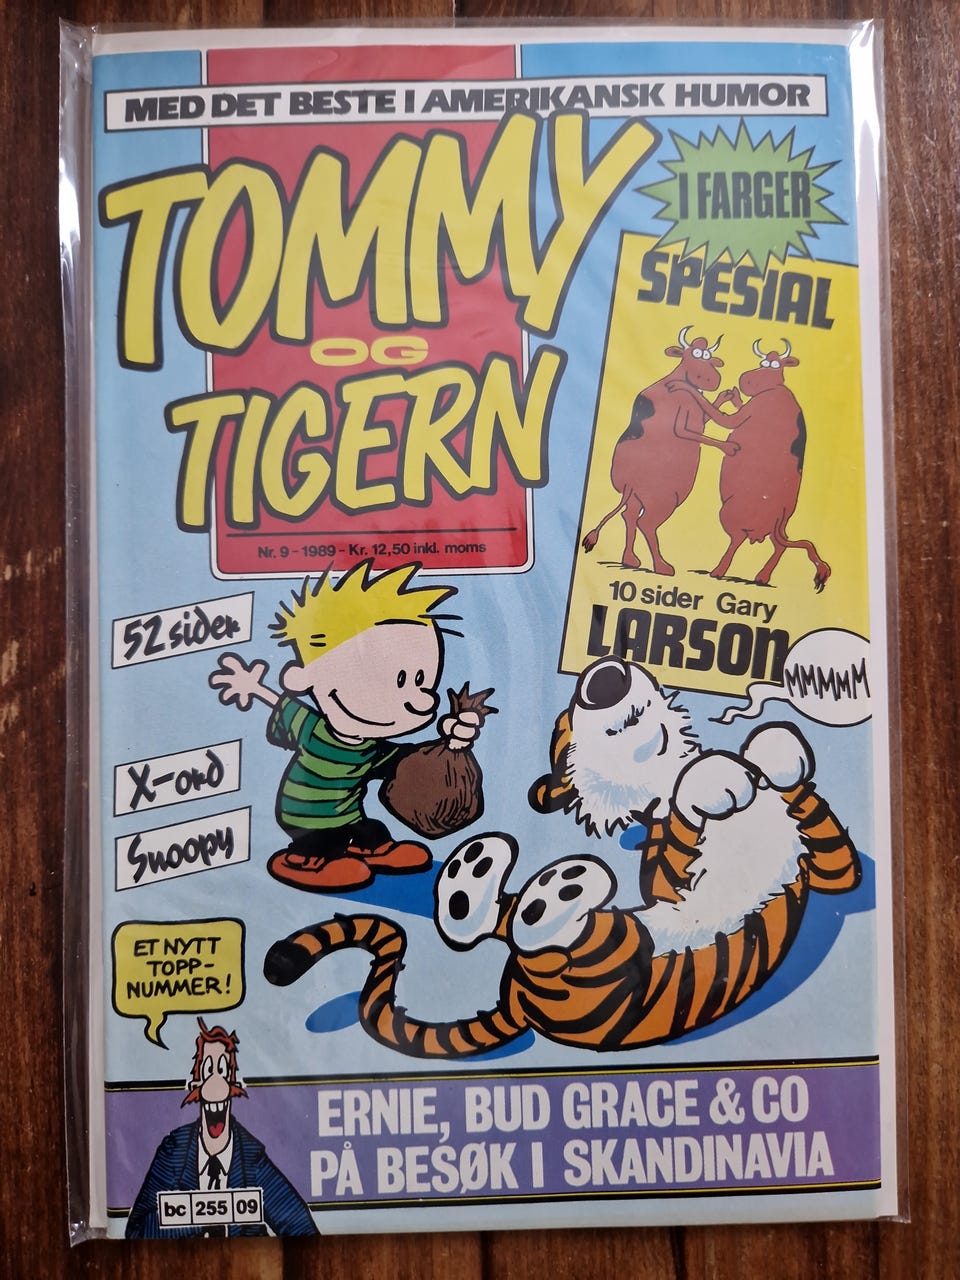 MED DET BESTE I AMERIKANSK HUMOR
TOMMY
OG
TIGERN
Nr. 9 - 1989 - Kr. 12,50 inkl. moms
I FARGER
SPESIAL
10 sider Gary
LARSON
MMMMM
52 sider
X-ord
Snoopy
ET NYTT
TOPP-
NUMMER!
ERNIE, BUD GRACE & CO
PÅ BESØK I SKANDINAVIA
bc 255 09